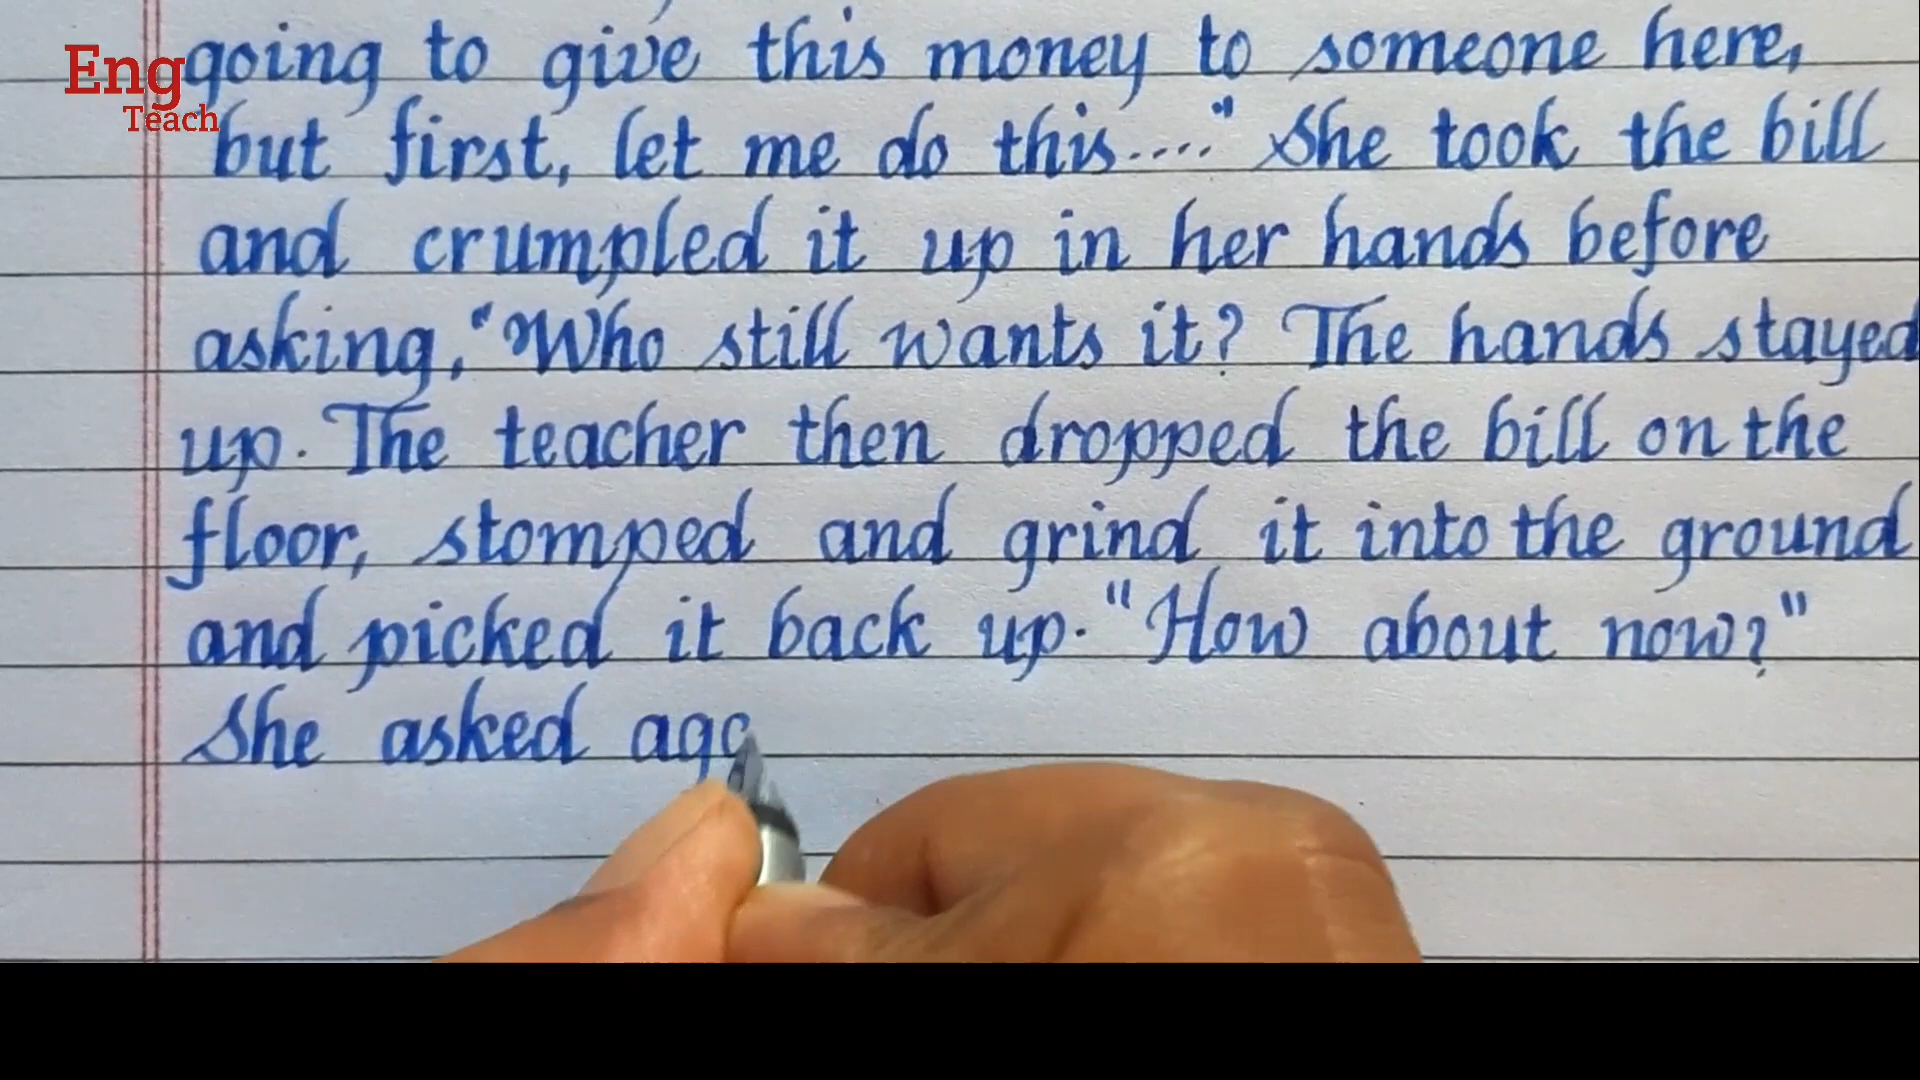 Eng
Teach
going to give this money to someone here,
but first, let me do this...." She took the bill
and crumpled it up in her hands before
asking, "Who still wants it? The hands stayed
up. The teacher then dropped the bill on the
floor, stomped and grind it into the ground
and picked it back up. "How about now?"
She asked aga